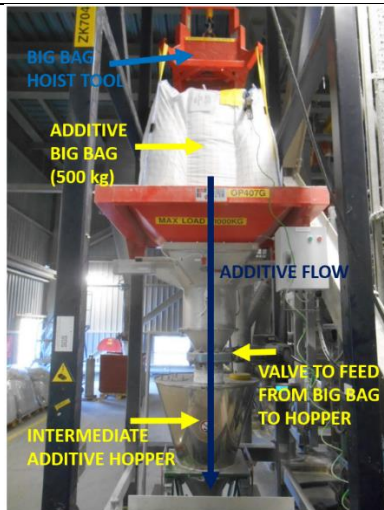 ZK704
BIG BAG
HOIST TOOL
ADDITIVE
BIG BAG
(500 kg)
OP407G
MAX LOAD
ADDITIVE FLOW
VALVE TO FEED
FROM BIG BAG
TO HOPPER
INTERMEDIATE
ADDITIVE HOPPER